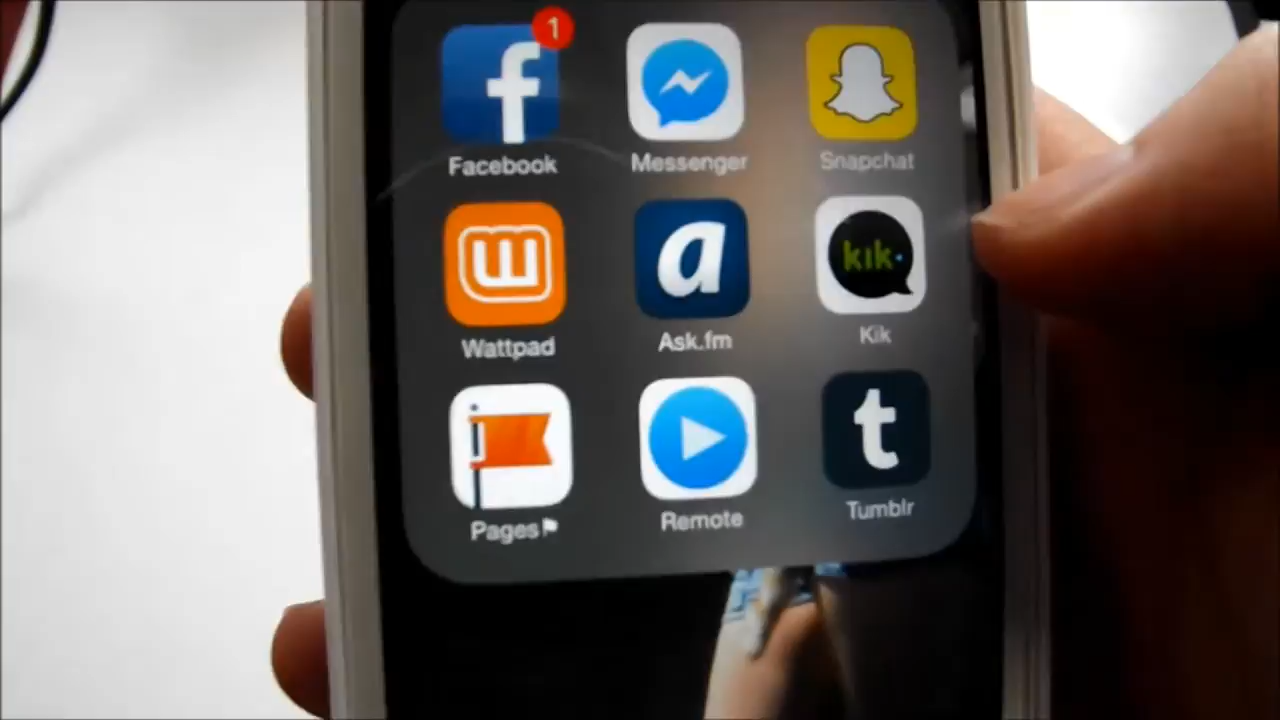 1
f
Facebook Messenger Snapchat
w a kik·
Wattpad Ask.fm Kik
t
Pages Remote Tumblr